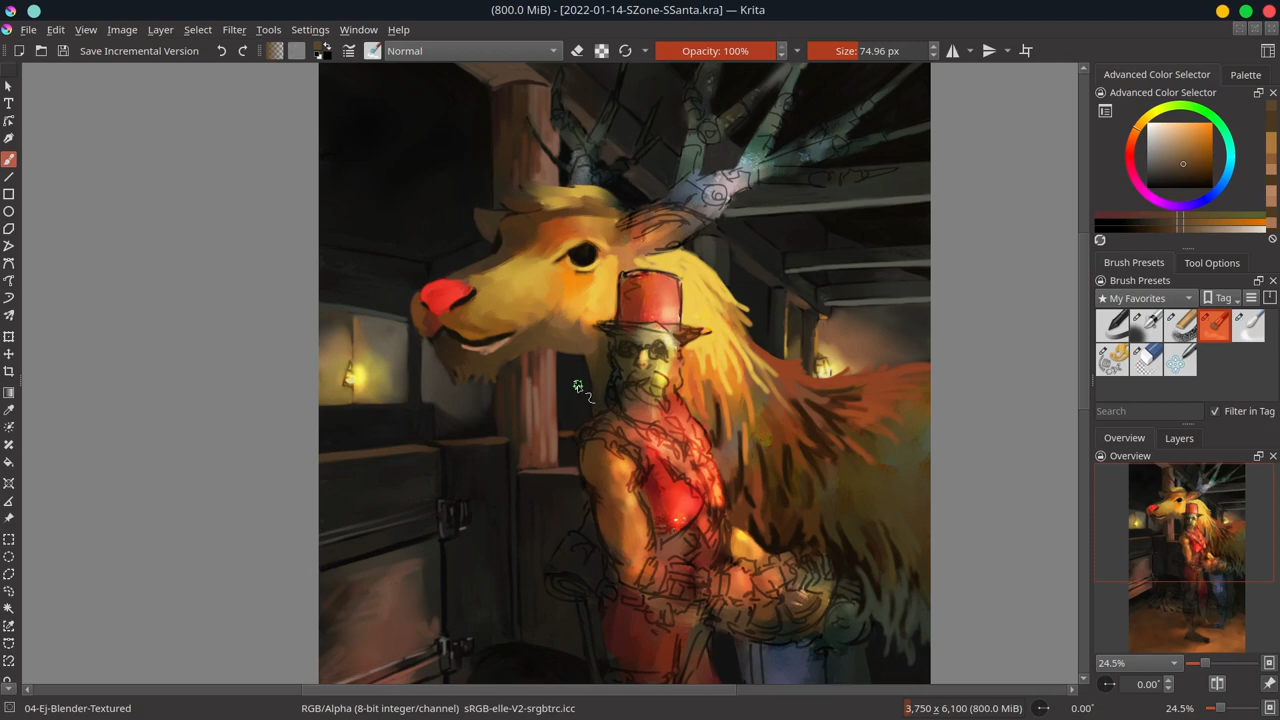 (800.0 MiB) - [2022-01-14-SZone-SSanta.kra] — Krita
File Edit View Image Layer Select Filter Tools Settings Window Help
Save Incremental Version Normal Opacity: 100% Size: 74.96 px
Advanced Color Selector Palette
Advanced Color Selector
Brush Presets Tool Options
Brush Presets
★ My Favorites Tag
Search Filter in Tag
Overview Layers
Overview
24.5%
0.00°
04-Ej-Blender-Textured RGB/Alpha (8-bit integer/channel) sRGB-elle-V2-srgbtrc.icc 3,750 x 6,100 (800.0 MiB) 0.00° 24.5%